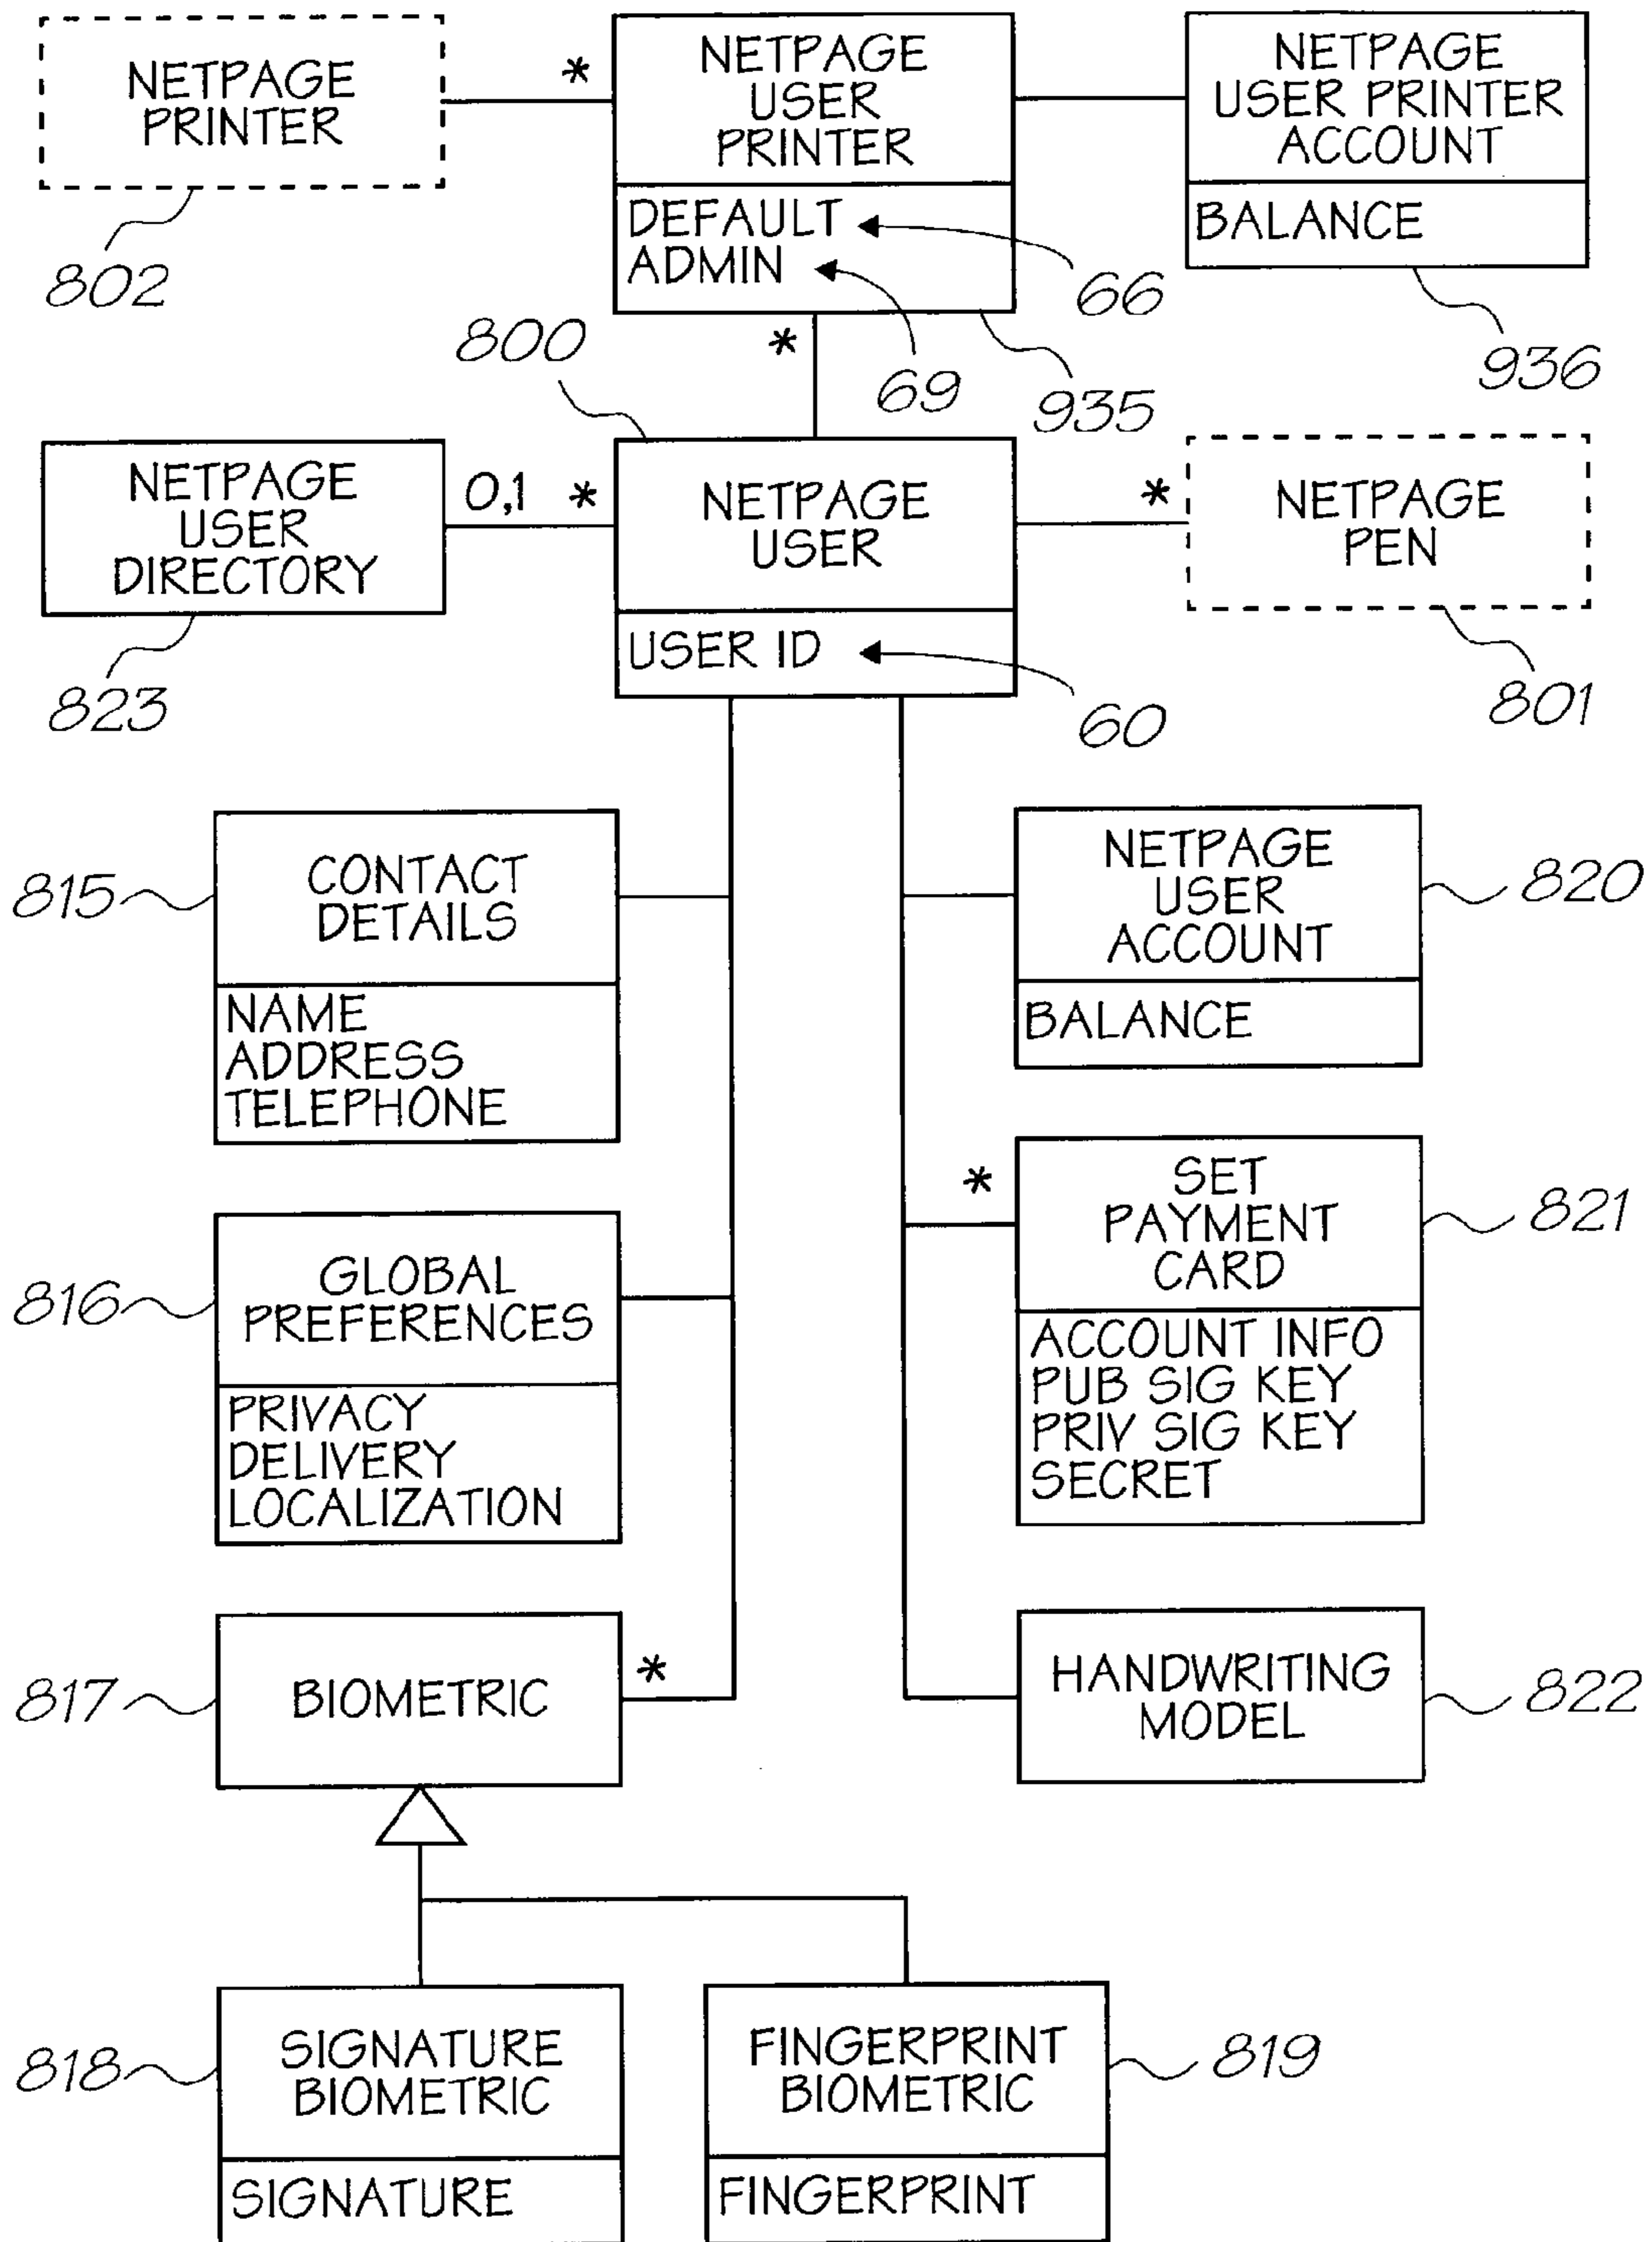 NETPAGE
PRINTER
802
*
NETPAGE
USER
PRINTER
DEFAULT
ADMIN
66
69
935
*
NETPAGE
USER PRINTER
ACCOUNT
BALANCE
936
800
NETPAGE
USER
DIRECTORY
823
0,1 *
NETPAGE
USER
USER ID
60
*
NETPAGE
PEN
801
815
CONTACT
DETAILS
NAME
ADDRESS
TELEPHONE
NETPAGE
USER
ACCOUNT
BALANCE
820
816
GLOBAL
PREFERENCES
PRIVACY
DELIVERY
LOCALIZATION
*
SET
PAYMENT
CARD
ACCOUNT INFO
PUB SIG KEY
PRIV SIG KEY
SECRET
821
817
BIOMETRIC
*
HANDWRITING
MODEL
822
818
SIGNATURE
BIOMETRIC
SIGNATURE
FINGERPRINT
BIOMETRIC
FINGERPRINT
819